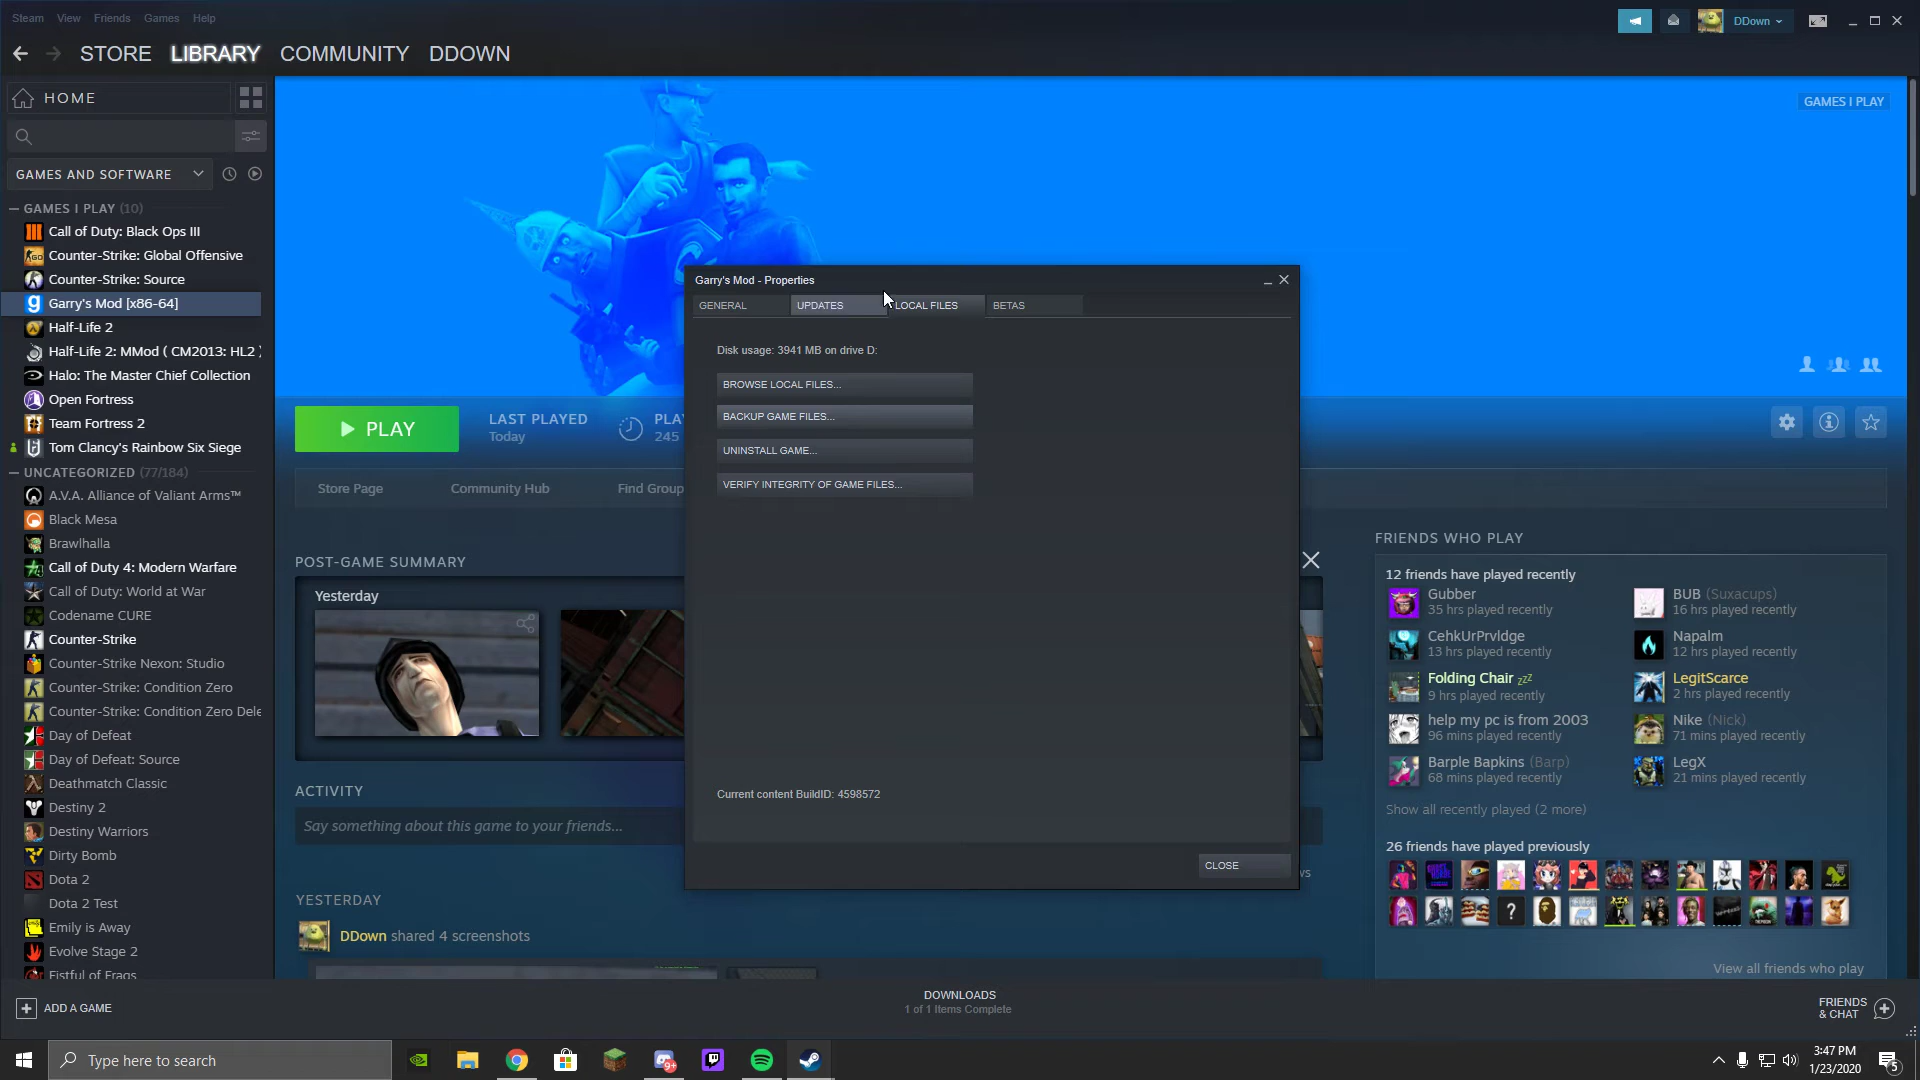 Steam View Friends Games Help
DDown
STORE LIBRARY COMMUNITY DDOWN
HOME
GAMES AND SOFTWARE
GAMES I PLAY (10)
Call of Duty: Black Ops III
Counter-Strike: Global Offensive
Counter-Strike: Source
Garry's Mod [x86-64]
Half-Life 2
Half-Life 2: MMod ( CM2013: HL2 )
Halo: The Master Chief Collection
Open Fortress
Team Fortress 2
Tom Clancy's Rainbow Six Siege
UNCATEGORIZED (77/184)
A.V.A. Alliance of Valiant Arms™
Black Mesa
Brawlhalla
Call of Duty 4: Modern Warfare
Call of Duty: World at War
Codename CURE
Counter-Strike
Counter-Strike Nexon: Studio
Counter-Strike: Condition Zero
Counter-Strike: Condition Zero Dele
Day of Defeat
Day of Defeat: Source
Deathmatch Classic
Destiny 2
Destiny Warriors
Dirty Bomb
Dota 2
Dota 2 Test
Emily is Away
Evolve Stage 2
Fistful of Frags
ADD A GAME
GAMES I PLAY
PLAY
LAST PLAYED
Today
PLA
245
Store Page Community Hub Find Group
POST-GAME SUMMARY
Yesterday
ACTIVITY
Say something about this game to your friends...
ws
YESTERDAY
DDown shared 4 screenshots
Garry's Mod - Properties
GENERAL UPDATES LOCAL FILES BETAS
Disk usage: 3941 MB on drive D:
BROWSE LOCAL FILES...
BACKUP GAME FILES...
UNINSTALL GAME...
VERIFY INTEGRITY OF GAME FILES...
Current content BuildID: 4598572
CLOSE
FRIENDS WHO PLAY
12 friends have played recently
Gubber
35 hrs played recently
BUB (Suxacups)
16 hrs played recently
CehkUrPrvldge
13 hrs played recently
Napalm
12 hrs played recently
Folding Chair zzz
9 hrs played recently
LegitScarce
2 hrs played recently
help my pc is from 2003
96 mins played recently
Nike (Nick)
71 mins played recently
Barple Bapkins (Barp)
68 mins played recently
LegX
21 mins played recently
Show all recently played (2 more)
26 friends have played previously
?
View all friends who play
DOWNLOADS
1 of 1 Items Complete
FRIENDS
& CHAT
Type here to search
9+
3:47 PM
1/23/2020
5